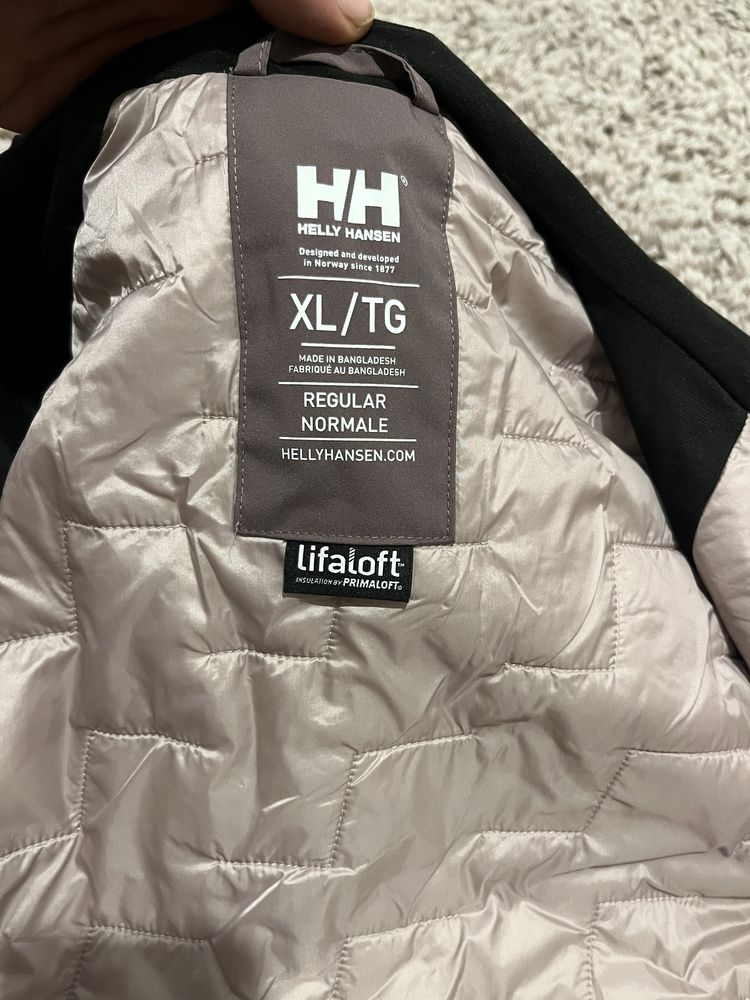 HH®
HELLY HANSEN
Designed and developed
in Norway since 1877
XL/TG
MADE IN BANGLADESH
FABRIQUÉ AU BANGLADESH
REGULAR
NORMALE
HELLYHANSEN.COM
lifaloft™
INSULATION BY PRIMALOFT®